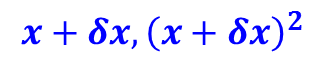 x + δx, (x + δx)²